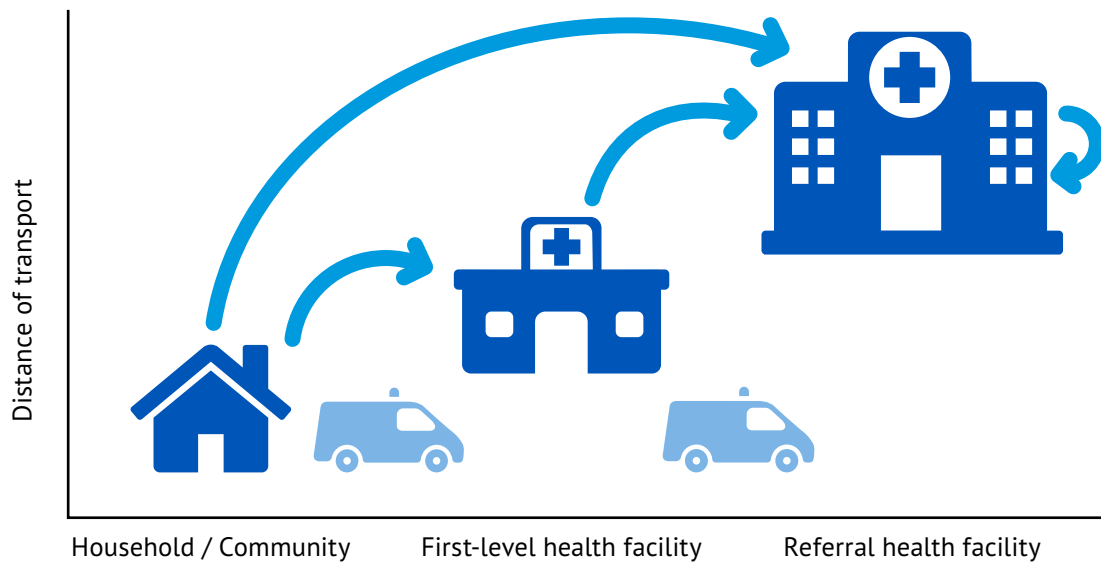 Distance of transport
Household / Community
First-level health facility
Referral health facility